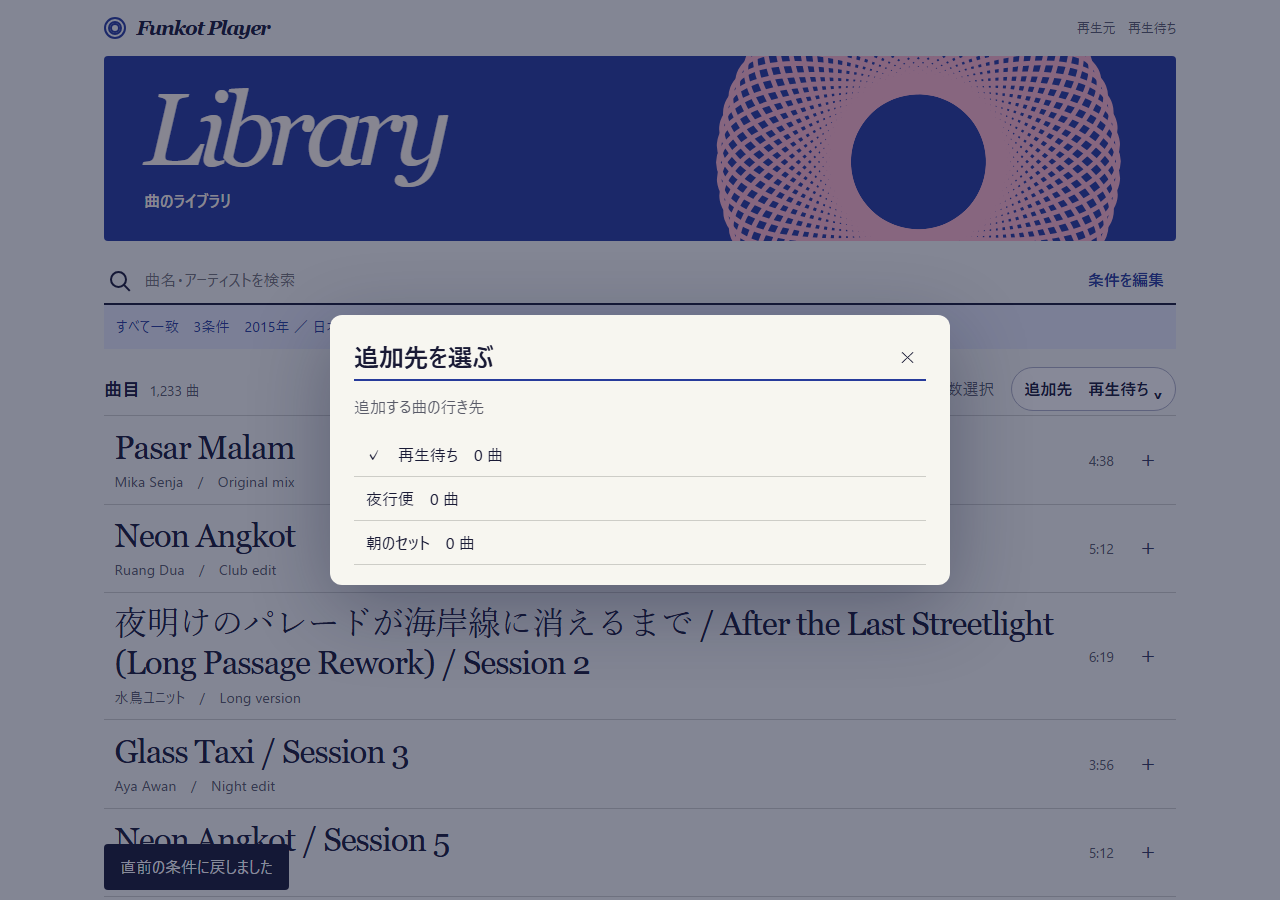 Funkot Player
再生元 再生待ち
Library
曲のライブラリ
曲名・アーティストを検索
条件を編集
すべて一致 3条件 2015年 ／ 日
追加先を選ぶ
追加する曲の行き先
✓ 再生待ち 0 曲
夜行便 0 曲
朝のセット 0 曲
曲目 1,233 曲
数選択
追加先 再生待ち
Pasar Malam
Mika Senja / Original mix
4:38
Neon Angkot
Ruang Dua / Club edit
5:12
夜明けのパレードが海岸線に消えるまで / After the Last Streetlight
(Long Passage Rework) / Session 2
水鳥ユニット / Long version
6:19
Glass Taxi / Session 3
Aya Awan / Night edit
3:56
Neon Angkot / Session 5
5:12
直前の条件に戻しました